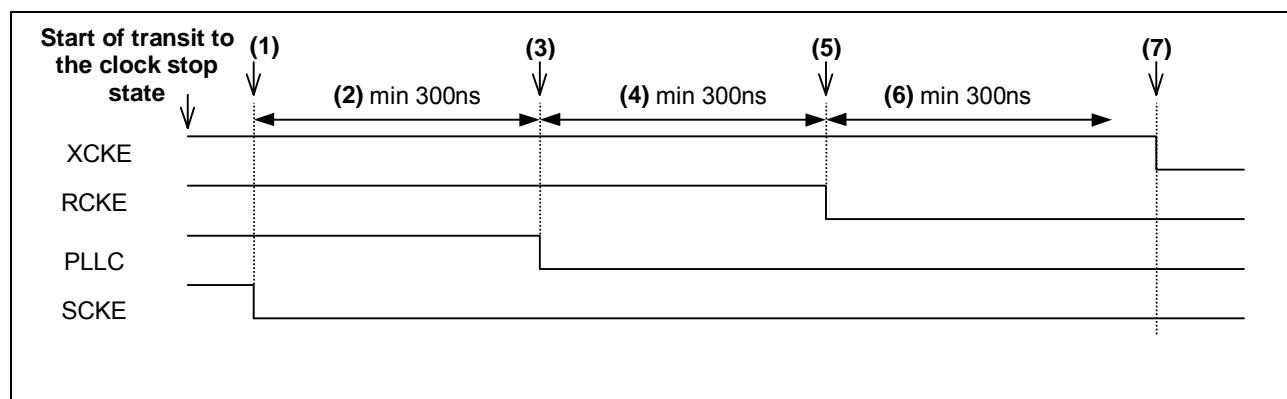 Start of transit to
the clock stop
state
(1)
(3)
(5)
(7)
(2) min 300ns
(4) min 300ns
(6) min 300ns
XCKE
RCKE
PLLC
SCKE